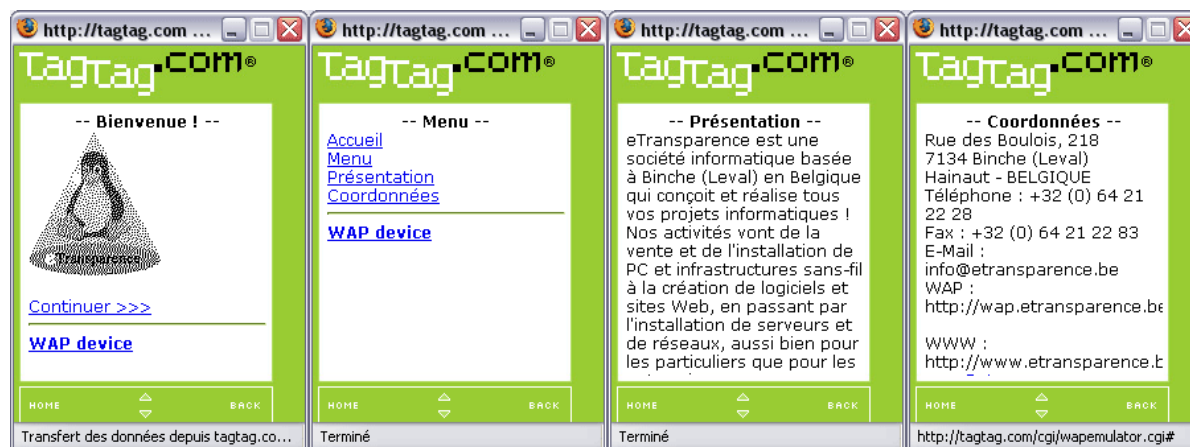 http://tagtag.com ...
TagTag.com®
-- Bienvenue ! --
Transparence
Continuer >>>
WAP device
HOME
BACK
Transfert des données depuis tagtag.co...
http://tagtag.com ...
TagTag.com®
-- Menu --
Accueil
Menu
Présentation
Coordonnées
WAP device
HOME
BACK
Terminé
http://tagtag.com ...
TagTag.com®
-- Présentation --
eTransparence est une
société informatique basée
à Binche (Leval) en Belgique
qui conçoit et réalise tous
vos projets informatiques !
Nos activités vont de la
vente et de l'installation de
PC et infrastructures sans-fil
à la création de logiciels et
sites Web, en passant par
l'installation de serveurs et
de réseaux, aussi bien pour
les particuliers que pour les
HOME
BACK
Terminé
http://tagtag.com ...
TagTag.com®
-- Coordonnées --
Rue des Boulois, 218
7134 Binche (Leval)
Hainaut - BELGIQUE
Téléphone : +32 (0) 64 21
22 28
Fax : +32 (0) 64 21 22 83
E-Mail :
info@etransparence.be
WAP :
http://wap.etransparence.be
WWW :
http://www.etransparence.b
HOME
BACK
http://tagtag.com/cgi/wapemulator.cgi#